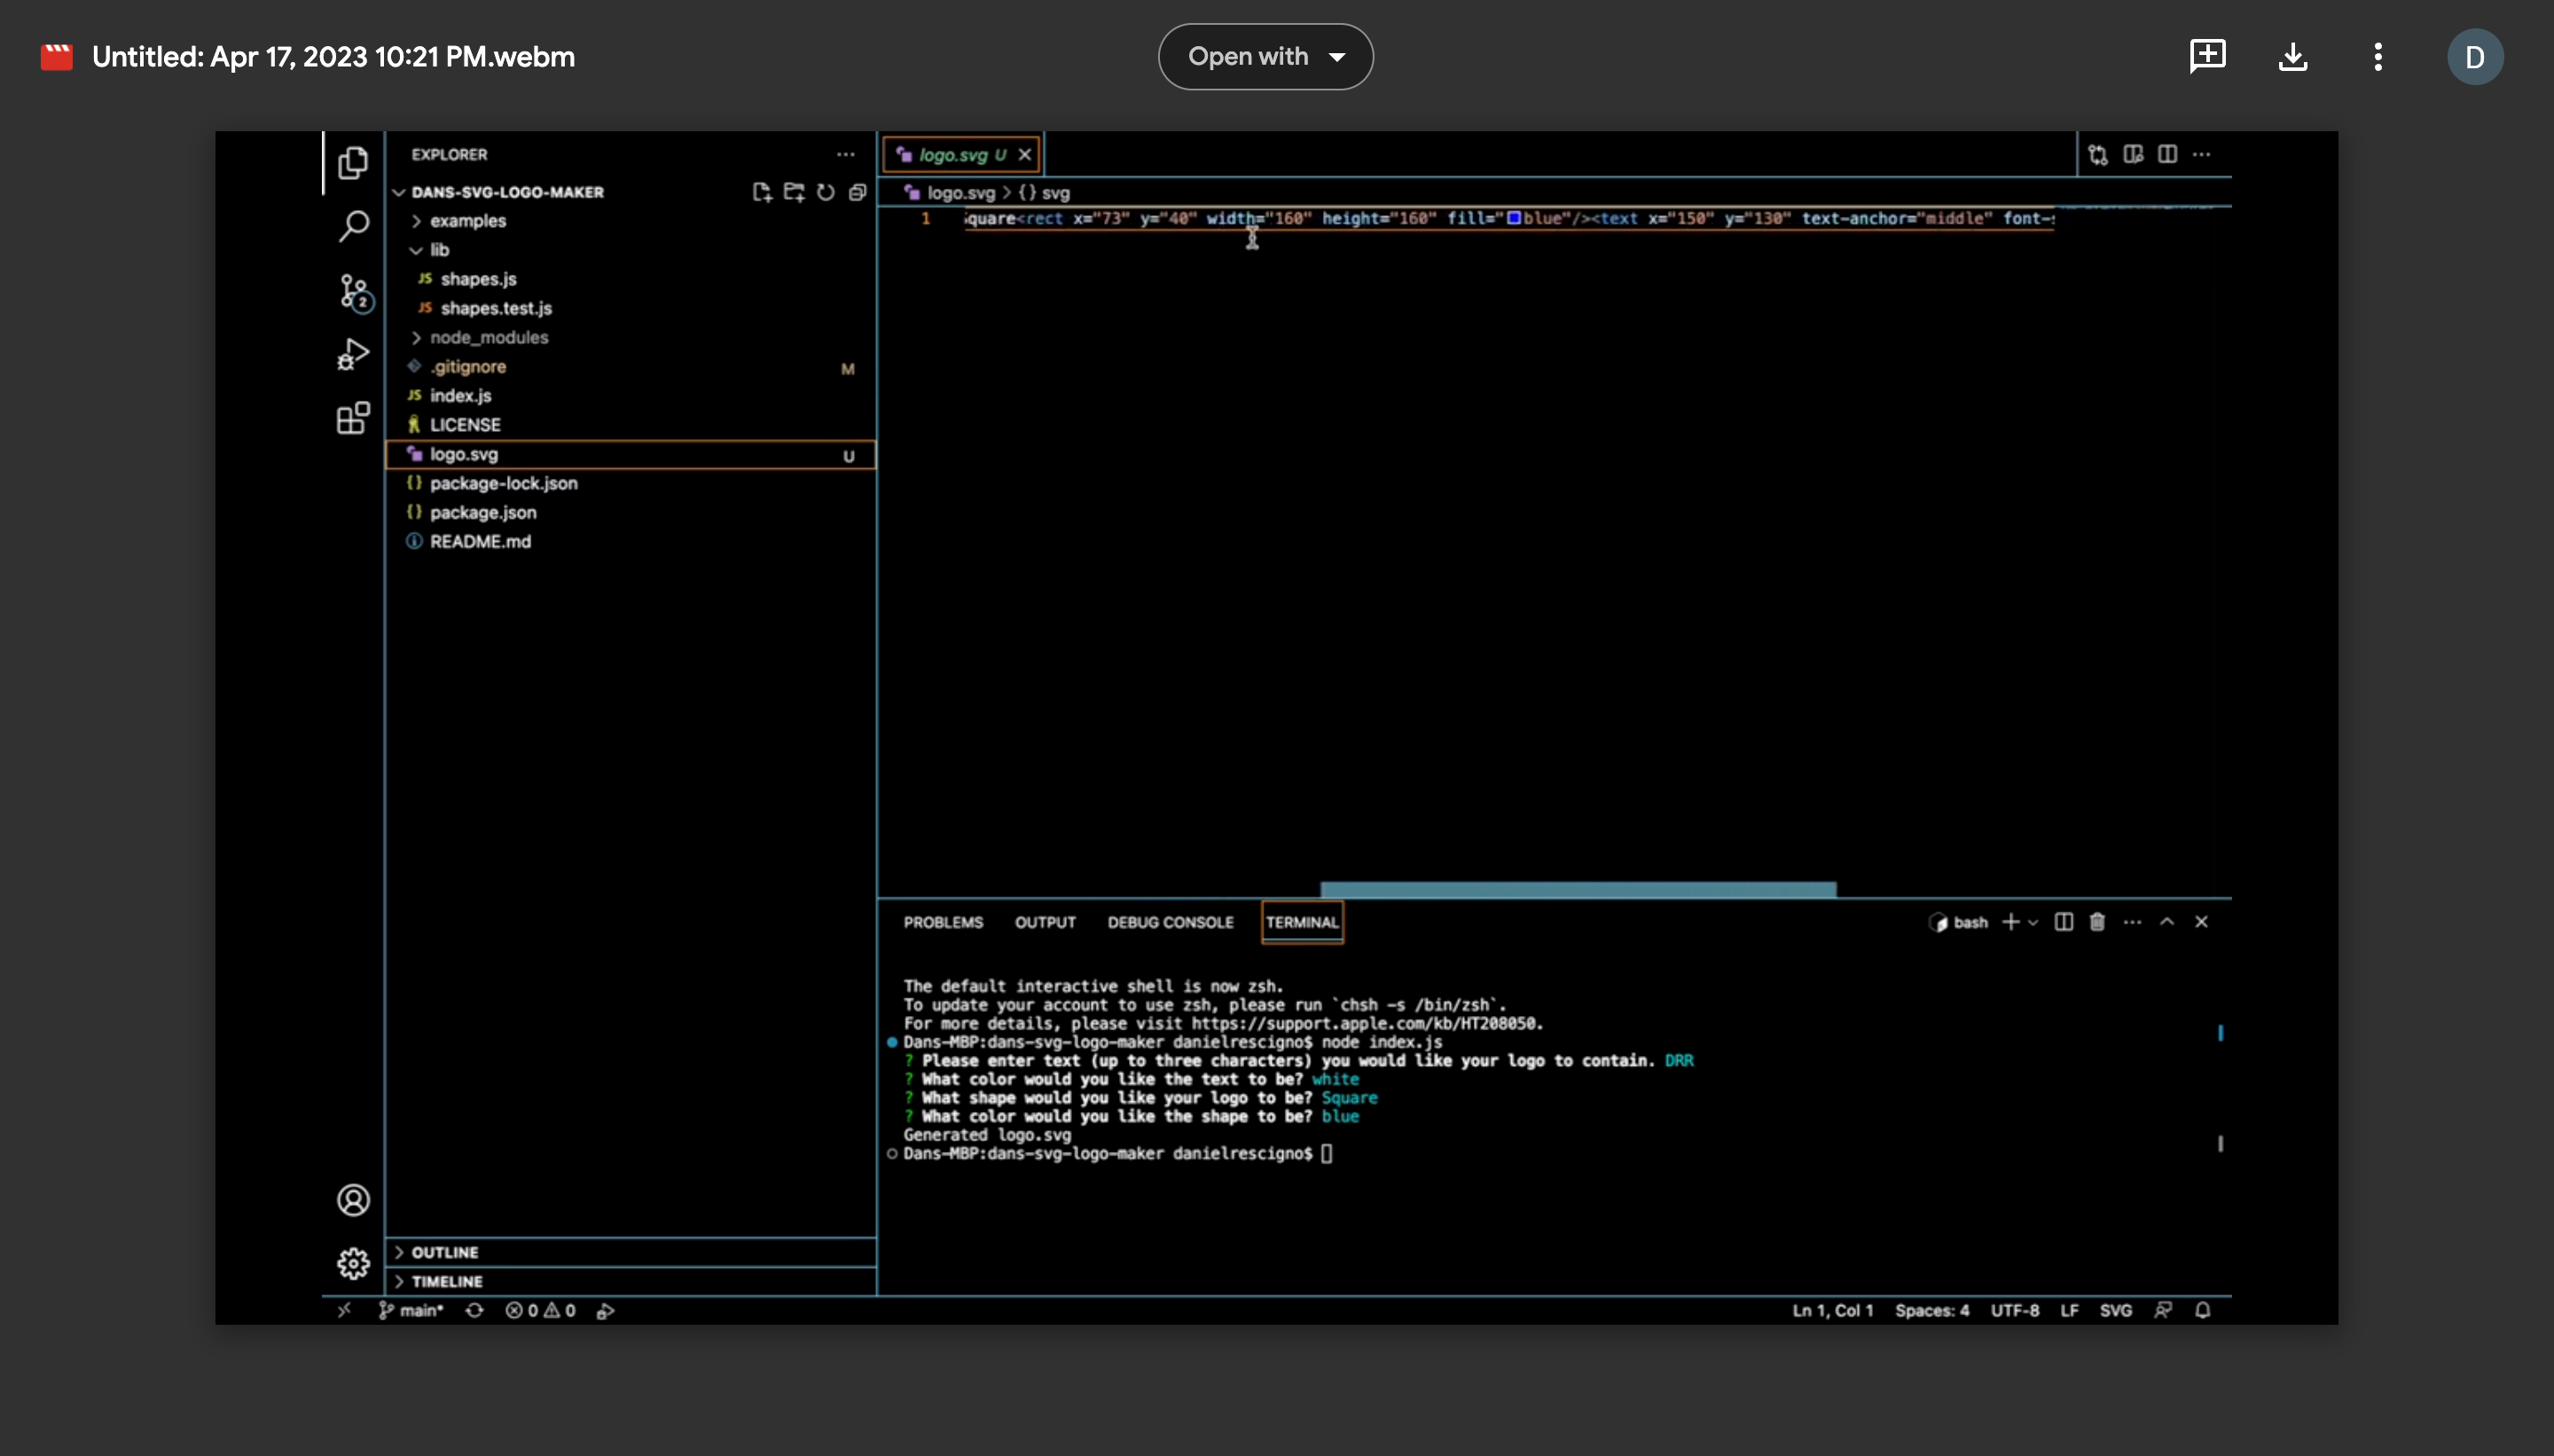 Untitled: Apr 17, 2023 10:21 PM.webm
Open with
D
EXPLORER
DANS-SVG-LOGO-MAKER
examples
lib
JS shapes.js
JS shapes.test.js
node_modules
.gitignore M
JS index.js
LICENSE
logo.svg U
{} package-lock.json
{} package.json
README.md
2
OUTLINE
TIMELINE
logo.svg U
logo.svg > {} svg
1 quare<rect x="73" y="40" width="160" height="160" fill="blue"/><text x="150" y="130" text-anchor="middle" font-
PROBLEMS OUTPUT DEBUG CONSOLE TERMINAL
bash
The default interactive shell is now zsh.
To update your account to use zsh, please run `chsh -s /bin/zsh`.
For more details, please visit https://support.apple.com/kb/HT208050.
Dans-MBP:dans-svg-logo-maker danielrescigno$ node index.js
? Please enter text (up to three characters) you would like your logo to contain. DRR
? What color would you like the text to be? white
? What shape would you like your logo to be? Square
? What color would you like the shape to be? blue
Generated logo.svg
Dans-MBP:dans-svg-logo-maker danielrescigno$
main* 0 0
Ln 1, Col 1 Spaces: 4 UTF-8 LF SVG